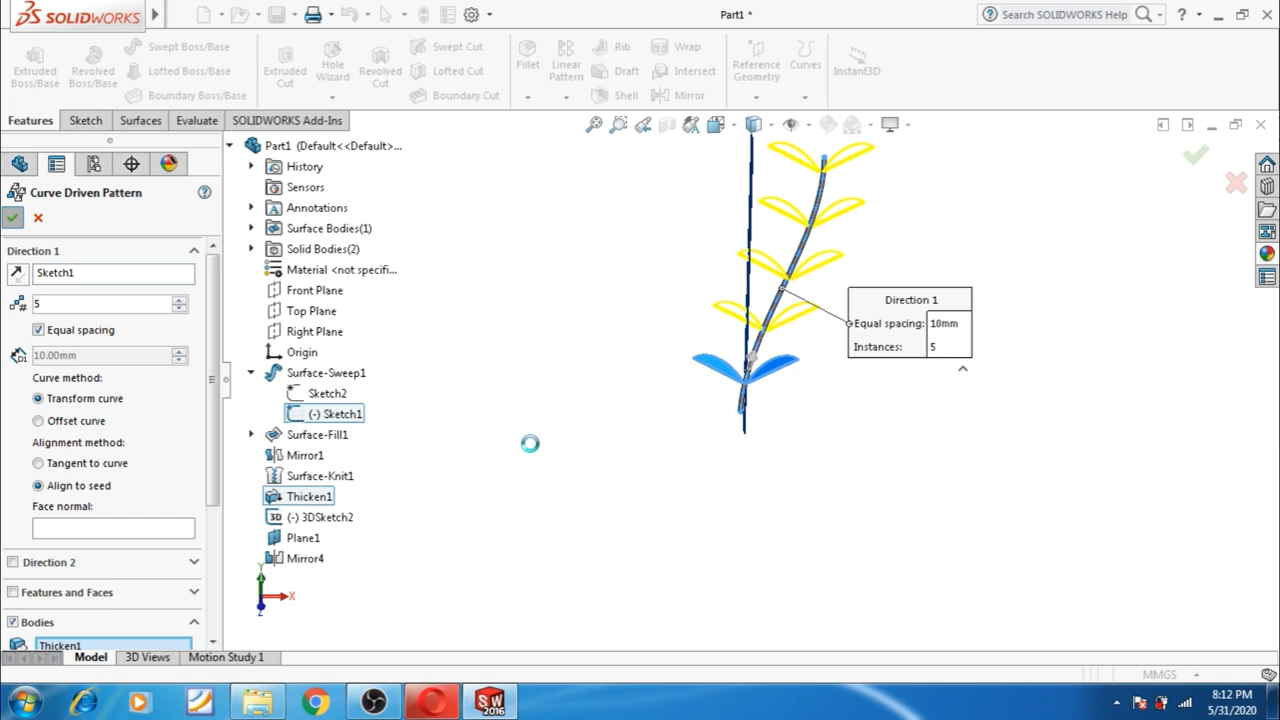 SOLIDWORKS
Part1 *
Search SOLIDWORKS Help
Extruded Boss/Base
Revolved Boss/Base
Swept Boss/Base
Lofted Boss/Base
Boundary Boss/Base
Extruded Cut
Hole Wizard
Revolved Cut
Swept Cut
Lofted Cut
Boundary Cut
Fillet
Linear Pattern
Rib
Draft
Shell
Wrap
Intersect
Mirror
Reference Geometry
Curves
Instant3D
Features
Sketch
Surfaces
Evaluate
SOLIDWORKS Add-Ins
Curve Driven Pattern
Direction 1
Sketch1
5
Equal spacing
10.00mm
Curve method:
Transform curve
Offset curve
Alignment method:
Tangent to curve
Align to seed
Face normal:
Direction 2
Features and Faces
Bodies
Thicken1
Part1 (Default<<Default>...
History
Sensors
Annotations
Surface Bodies(1)
Solid Bodies(2)
Material <not specifi...
Front Plane
Top Plane
Right Plane
Origin
Surface-Sweep1
Sketch2
(-) Sketch1
Surface-Fill1
Mirror1
Surface-Knit1
Thicken1
3D (-) 3DSketch2
Plane1
Mirror4
Direction 1
Equal spacing: 10mm
Instances: 5
Y
X
Z
Model
3D Views
Motion Study 1
MMGS
SW
2016
8:12 PM
5/31/2020